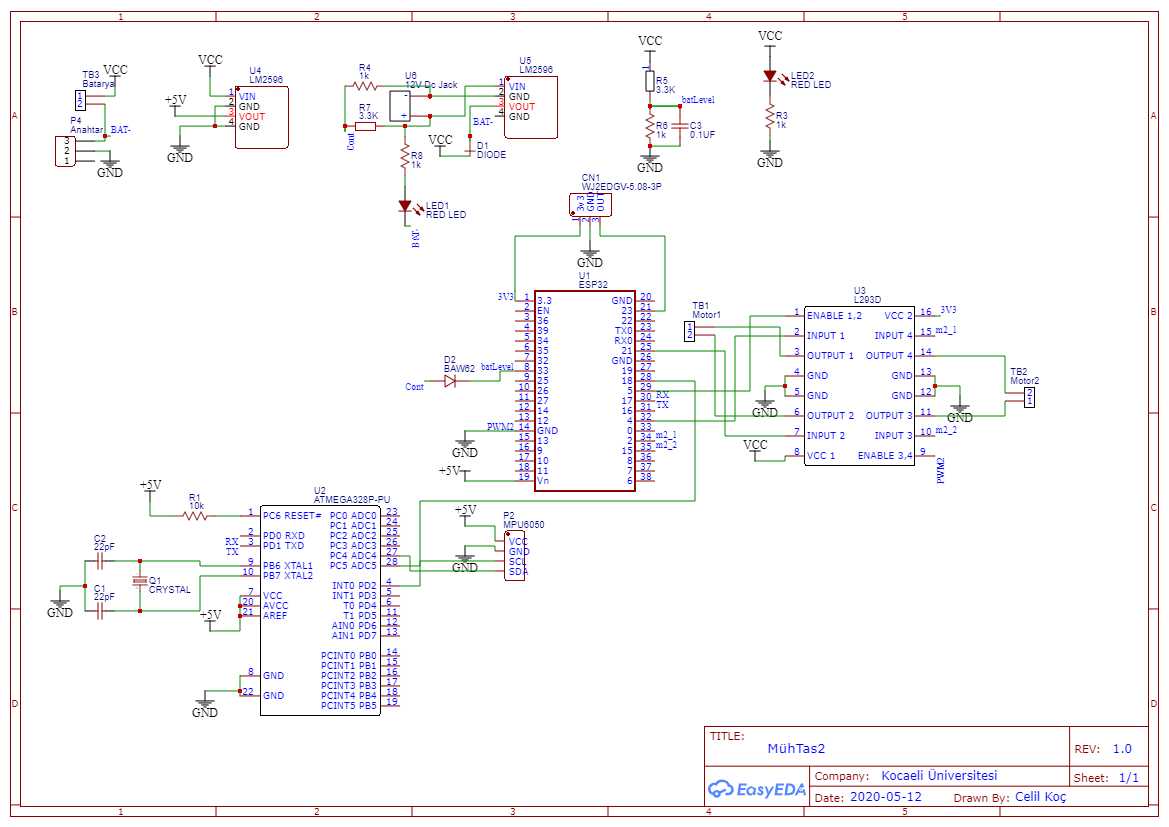 1 2 3 4 5
A
B
C
D
A
B
C
D
1 2 3 4 5
TB3
Batarya
VCC
1
2
P4
Anahtar
BAT-
3
2
1
GND
VCC
+5V
GND
U4
LM2596
1 VIN
2 GND
3 VOUT
4 GND
R4
1k
R7
3.3K
Cont
U6
12V Dc Jack
-
+
R8
1k
LED1
RED LED
BAT-
VCC
U5
LM2596
1 VIN
2 GND
3 VOUT
4 GND
BAT-
D1
DIODE
VCC
1
R5
3.3K
batLevel
R6
1k
C3
0.1UF
GND
VCC
LED2
RED LED
R3
1k
GND
CN1
WJ2EDGV-5.08-3P
3v3
GND
OUT
1 2 3
GND
U1
ESP32
3V3 1 3.3
2 EN
3 36
4 39
5 34
6 35
7 32
batLevel 8 33
9 25
10 26
11 27
12 14
13 12
PWM2 14 GND
15 13
16 9
17 10
18 11
19 Vn
GND 20
23 21
22 22
TX0 23
RX0 24
21 25
GND 26
19 27
18 28
5 29
17 30 RX
16 31 TX
4 32
0 33
2 34 m2_1
15 35 m2_2
8 36
7 37
6 38
D2
BAW62
Cont
GND
+5V
TB1
Motor1
1
2
U3
L293D
1 ENABLE 1,2
2 INPUT 1
3 OUTPUT 1
4 GND
5 GND
6 OUTPUT 2
7 INPUT 2
8 VCC 1
VCC 2 16 3V3
INPUT 4 15 m2_1
OUTPUT 4 14
GND 13
GND 12
OUTPUT 3 11
INPUT 3 10 m2_2
ENABLE 3,4 9
PWM2
GND
VCC
GND
TB2
Motor2
2
1
+5V
R1
10k
RX
TX
C2
22pF
C1
22pF
Q1
CRYSTAL
GND
+5V
GND
U2
ATMEGA328P-PU
1 PC6 RESET#
2 PD0 RXD
3 PD1 TXD
9 PB6 XTAL1
10 PB7 XTAL2
7 VCC
20 AVCC
21 AREF
8 GND
22 GND
PC0 ADC0 23
PC1 ADC1 24
PC2 ADC2 25
PC3 ADC3 26
PC4 ADC4 27
PC5 ADC5 28
INT0 PD2 4
INT1 PD3 5
T0 PD4 6
T1 PD5 11
AIN0 PD6 12
AIN1 PD7 13
PCINT0 PB0 14
PCINT1 PB1 15
PCINT2 PB2 16
PCINT3 PB3 17
PCINT4 PB4 18
PCINT5 PB5 19
+5V
GND
P2
MPU6050
VCC
GND
SCL
SDA
TITLE:
MühTas2
REV: 1.0
EasyEDA
Company: Kocaeli Üniversitesi
Sheet: 1/1
Date: 2020-05-12 Drawn By: Celil Koç